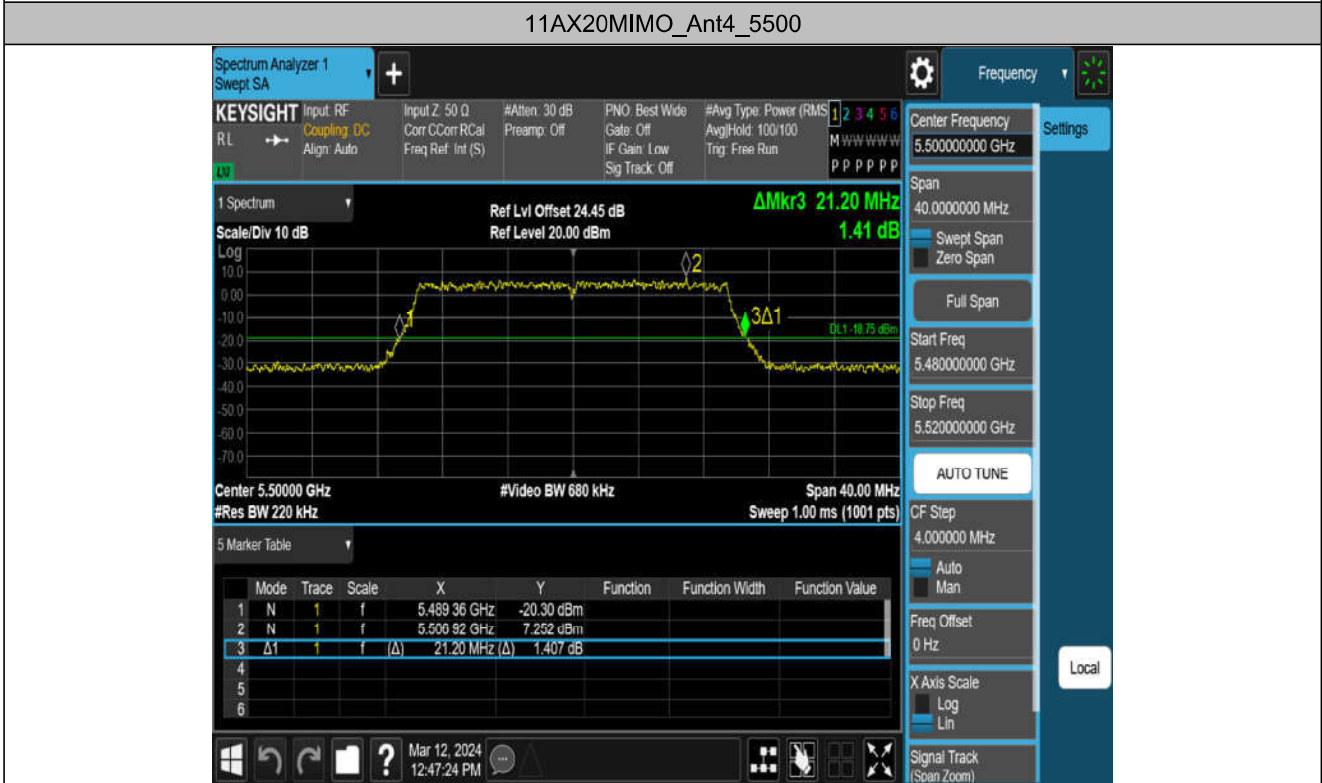 11AX20MIMO_Ant4_5500
Spectrum Analyzer 1
Swept SA
+
Frequency
KEYSIGHT
RL
LXI
Input: RF
Coupling: DC
Align: Auto
Input Z: 50 Ω
Corr CCorr RCal
Freq Ref: Int (S)
#Atten: 30 dB
Preamp: Off
PNO: Best Wide
Gate: Off
IF Gain: Low
Sig Track: Off
#Avg Type: Power (RMS
Avg|Hold: 100/100
Trig: Free Run
1 2 3 4 5 6
M W W W W W
P P P P P P
1 Spectrum
Scale/Div 10 dB
Ref Lvl Offset 24.45 dB
Ref Level 20.00 dBm
ΔMkr3 21.20 MHz
1.41 dB
Log
10.0
0.00
-10.0
-20.0
-30.0
-40.0
-50.0
-60.0
-70.0
1
2
3Δ1
DL1 -18.75 dBm
Center 5.50000 GHz
#Video BW 680 kHz
Span 40.00 MHz
#Res BW 220 kHz
Sweep 1.00 ms (1001 pts)
5 Marker Table
Mode Trace Scale X Y Function Function Width Function Value
1 N 1 f 5.489 36 GHz -20.30 dBm
2 N 1 f 5.506 92 GHz 7.252 dBm
3 Δ1 1 f (Δ) 21.20 MHz (Δ) 1.407 dB
4
5
6
?
Mar 12, 2024
12:47:24 PM
Center Frequency
5.500000000 GHz
Settings
Span
40.0000000 MHz
Swept Span
Zero Span
Full Span
Start Freq
5.480000000 GHz
Stop Freq
5.520000000 GHz
AUTO TUNE
CF Step
4.000000 MHz
Auto
Man
Freq Offset
0 Hz
Local
X Axis Scale
Log
Lin
Signal Track
(Span Zoom)